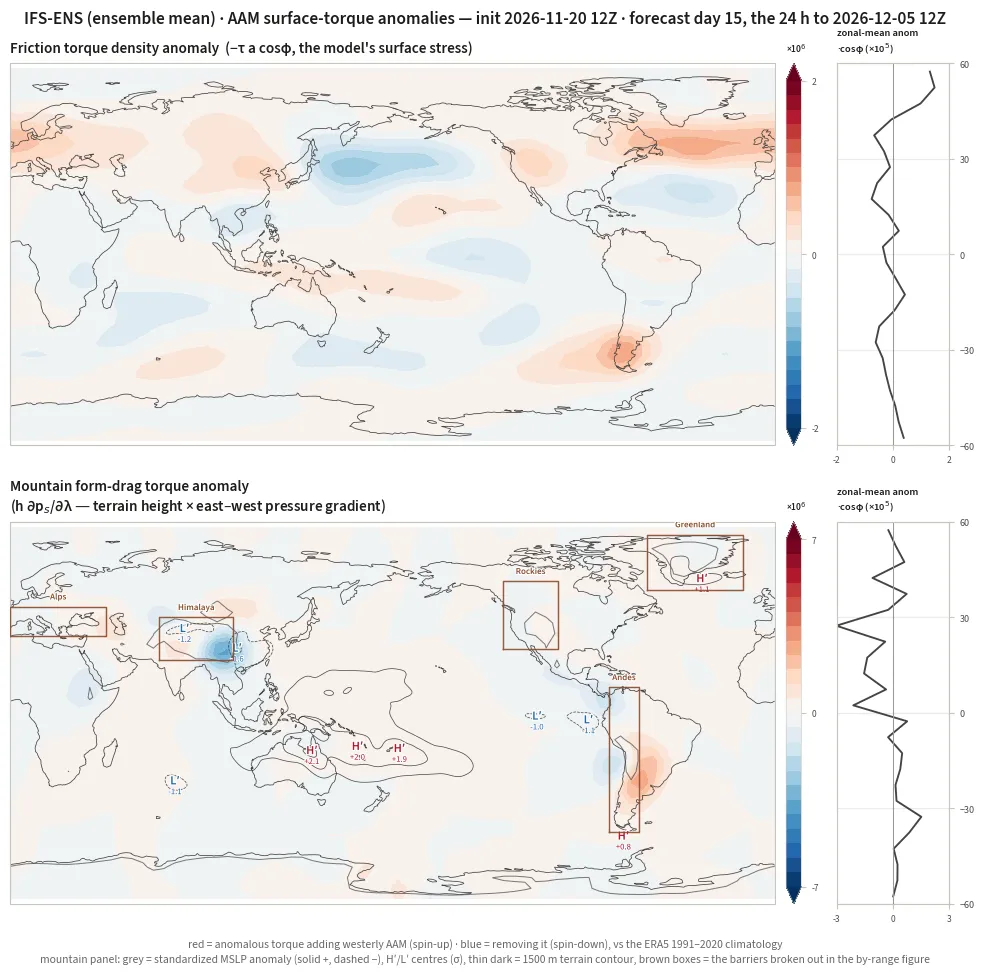 IFS-ENS (ensemble mean) · AAM surface-torque anomalies — init 2026-11-20 12Z · forecast day 15, the 24 h to 2026-12-05 12Z
Friction torque density anomaly (−τ a cosφ, the model's surface stress)
×10⁶
zonal-mean anom
·cosφ (×10⁵)
2
0
-2
60
30
0
−30
−60
-2
0
2
Mountain form-drag torque anomaly
(h ∂pₛ/∂λ — terrain height × east–west pressure gradient)
×10⁶
zonal-mean anom
·cosφ (×10⁵)
Greenland
H'
+1.1
Rockies
Alps
Himalaya
L'
-1.2
L'
Andes
L'
-1.0
L'
-1.1
H'
+2.1
H'
+2.0
H'
+1.9
L'
-1.1
H'
+0.8
7
0
-7
60
30
0
−30
−60
-3
0
3
red = anomalous torque adding westerly AAM (spin-up) · blue = removing it (spin-down), vs the ERA5 1991–2020 climatology
mountain panel: grey = standardized MSLP anomaly (solid +, dashed −), H'/L' centres (σ), thin dark = 1500 m terrain contour, brown boxes = the barriers broken out in the by-range figure